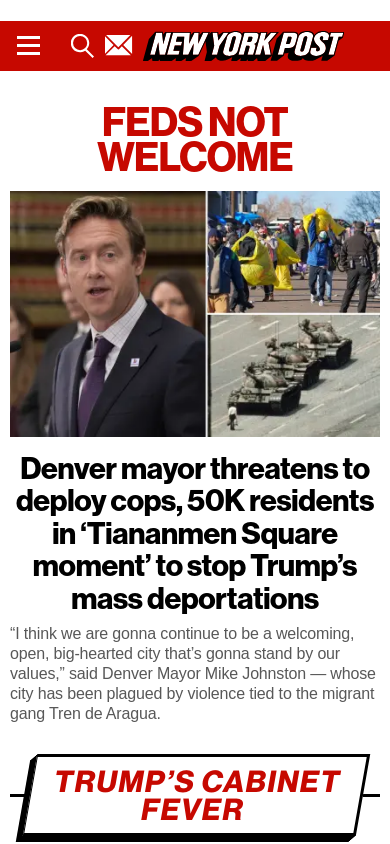 NEW YORK POST
FEDS NOT
WELCOME
Denver mayor threatens to
deploy cops, 50K residents
in ‘Tiananmen Square
moment’ to stop Trump’s
mass deportations
“I think we are gonna continue to be a welcoming,
open, big-hearted city that’s gonna stand by our
values,” said Denver Mayor Mike Johnston — whose
city has been plagued by violence tied to the migrant
gang Tren de Aragua.
TRUMP’S CABINET
FEVER